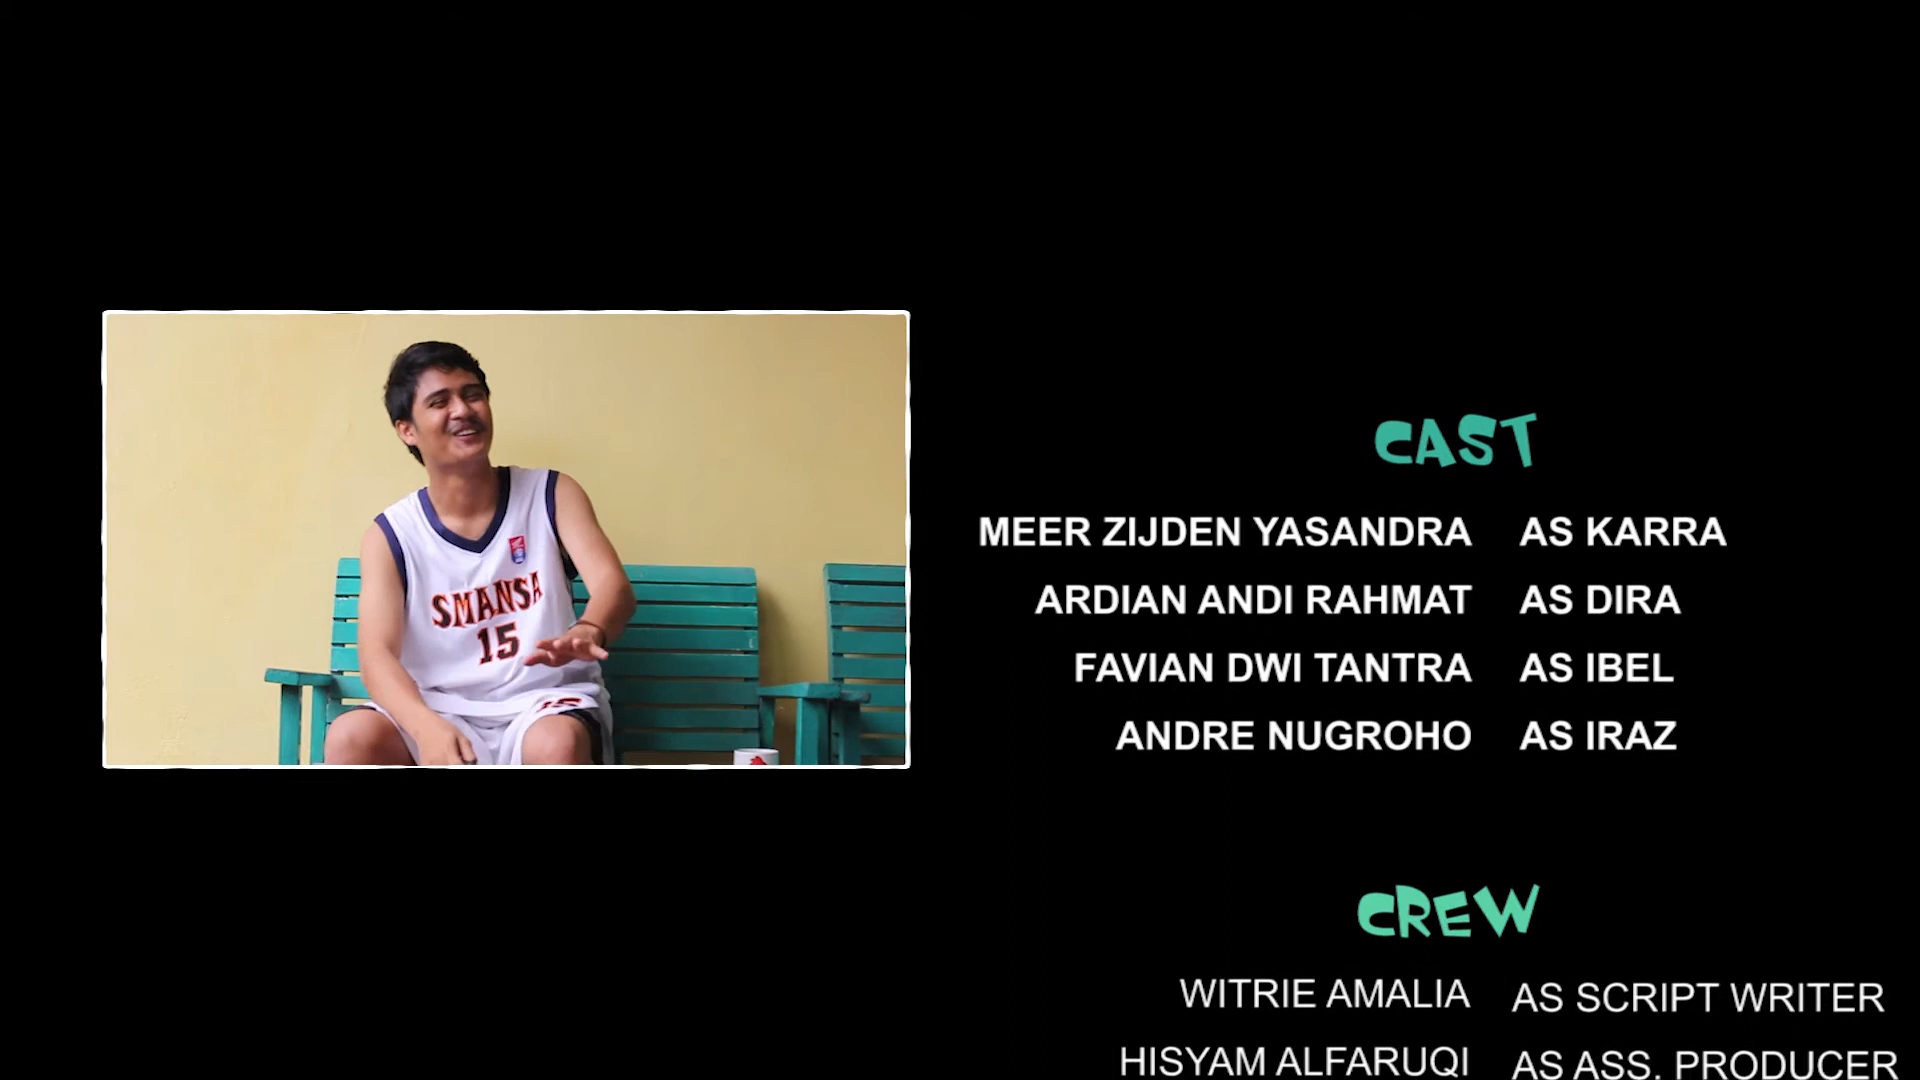 SMANSA
15
15
CAST
MEER ZIJDEN YASANDRA AS KARRA
ARDIAN ANDI RAHMAT AS DIRA
FAVIAN DWI TANTRA AS IBEL
ANDRE NUGROHO AS IRAZ
CREW
WITRIE AMALIA AS SCRIPT WRITER
HISYAM ALFARUQI AS ASS. PRODUCER